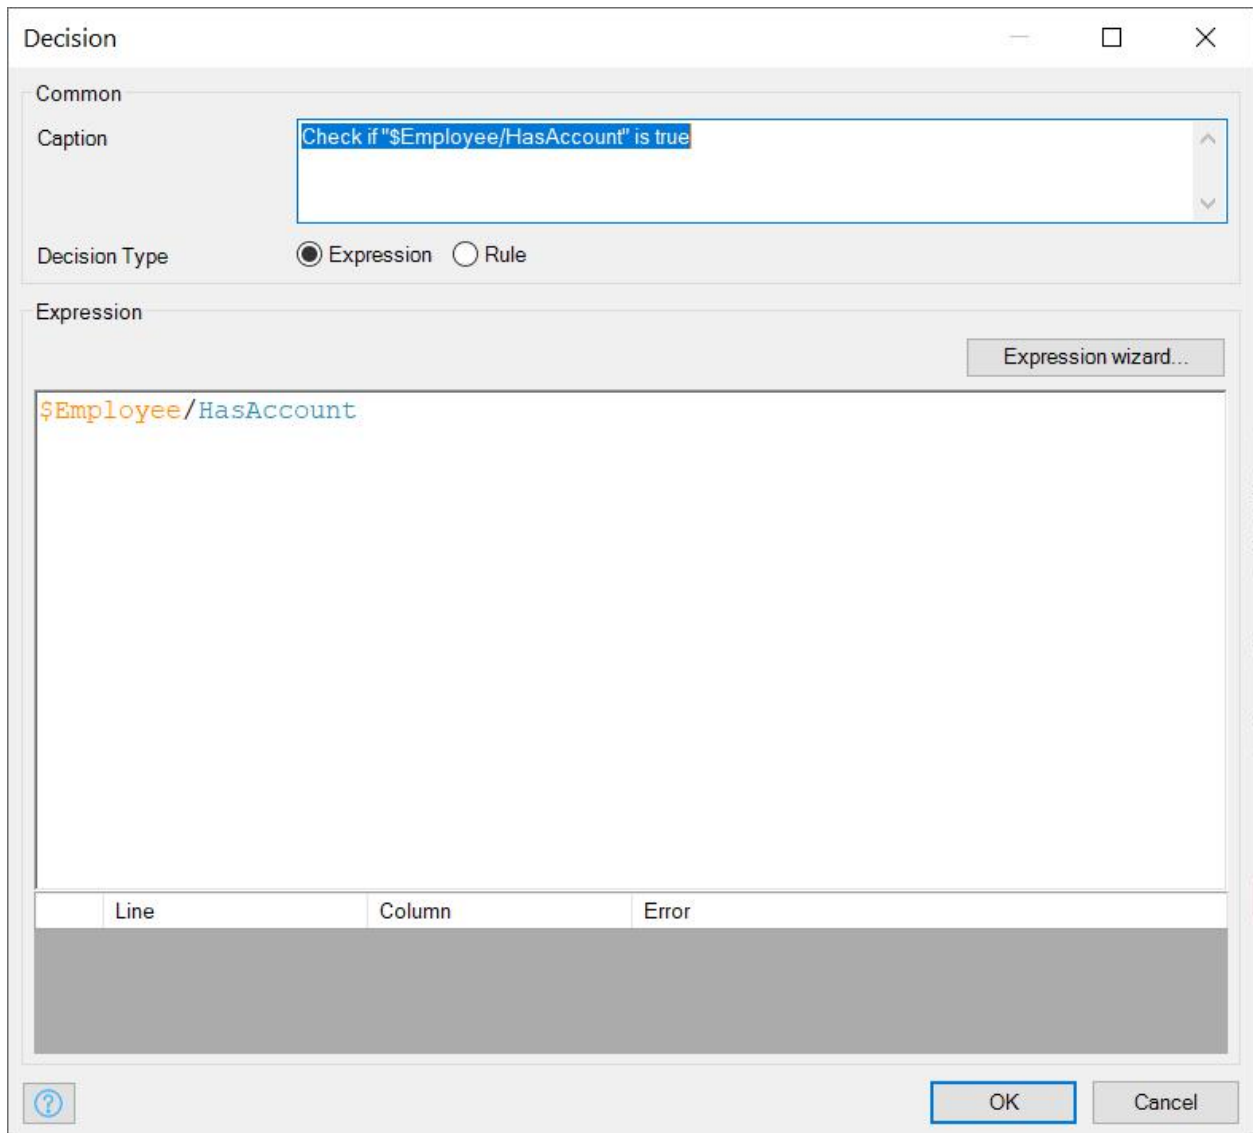 Decision
Common
Caption
Check if "$Employee/HasAccount" is true
Decision Type
Expression
Rule
Expression
Expression wizard...
$Employee/HasAccount
Line Column Error
?
OK
Cancel